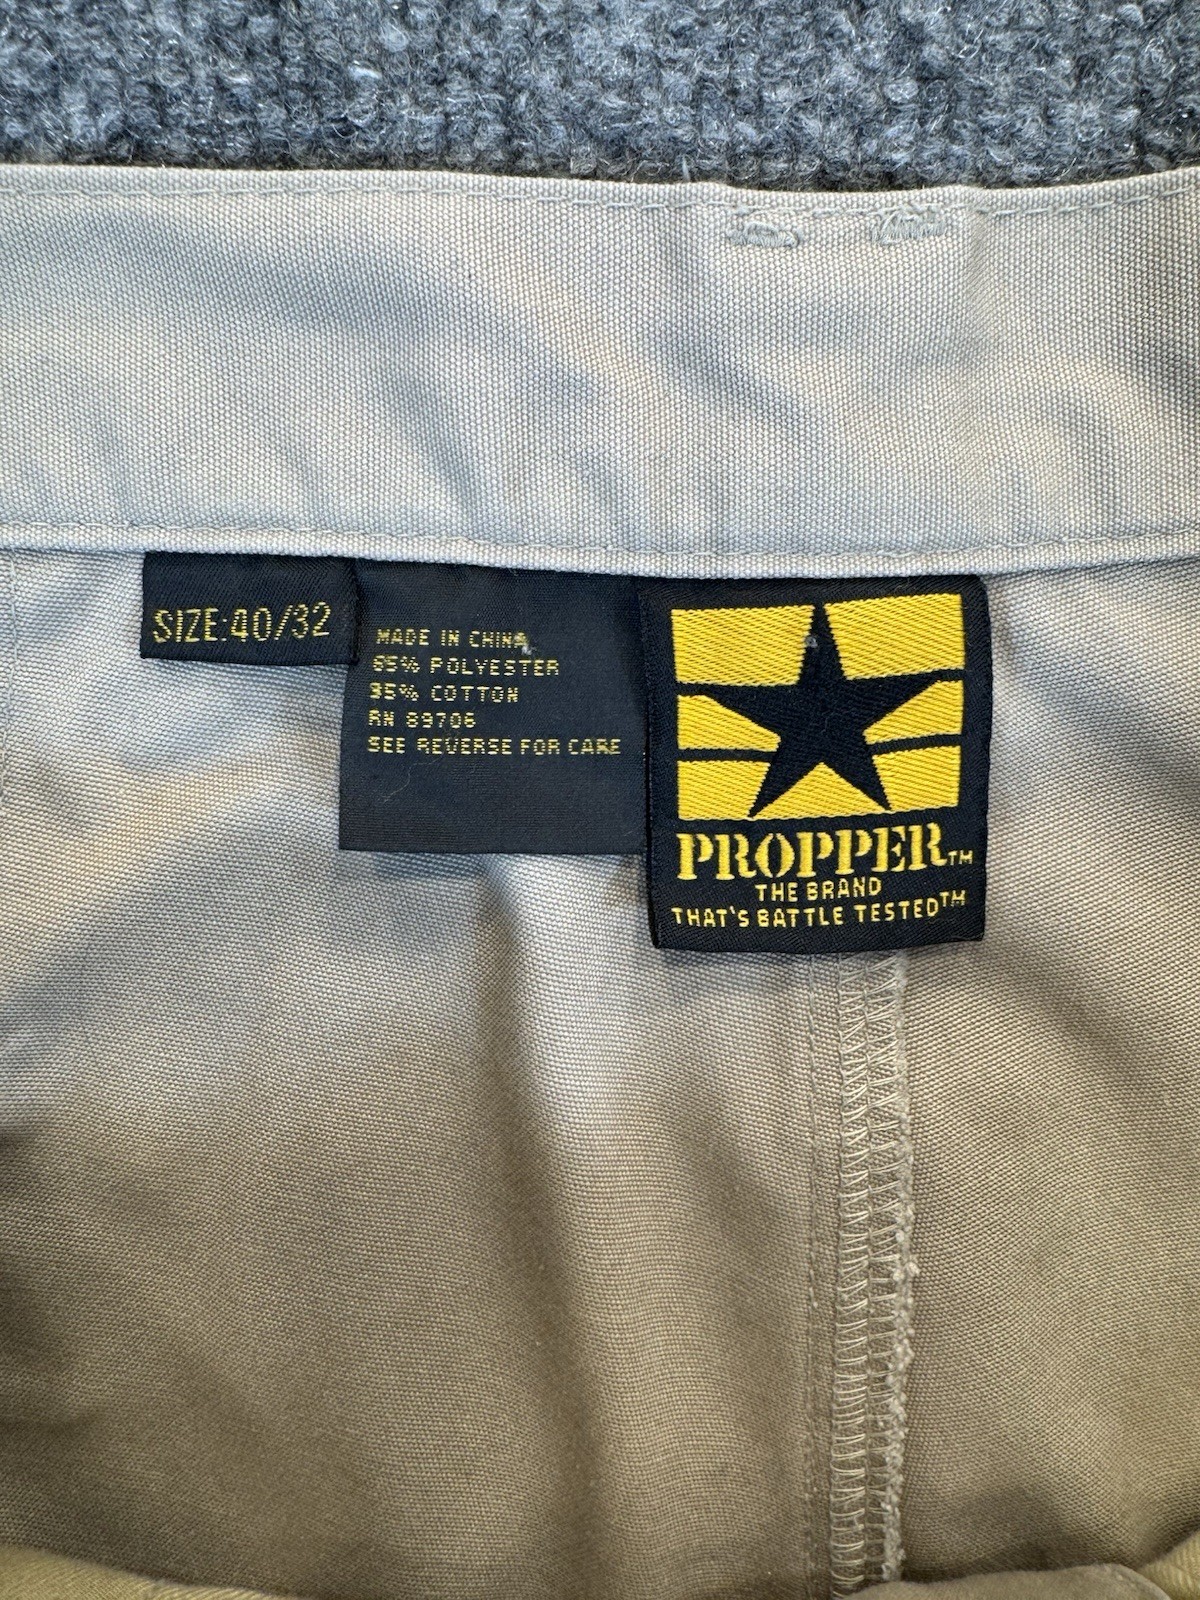 SIZE:40/32
MADE IN CHINA
65% POLYESTER
35% COTTON
RN 89706
SEE REVERSE FOR CARE
PROPPER™
THE BRAND
THAT'S BATTLE TESTED™